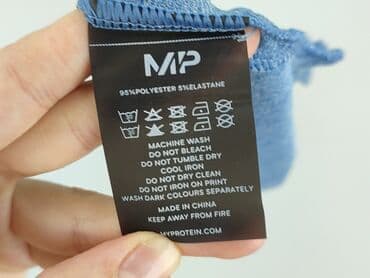 MP
95%POLYESTER 5%ELASTANE
MACHINE WASH
DO NOT BLEACH
DO NOT TUMBLE DRY
COOL IRON
DO NOT DRY CLEAN
DO NOT IRON ON PRINT
WASH DARK COLOURS SEPARATELY
MADE IN CHINA
KEEP AWAY FROM FIRE
MYPROTEIN.COM